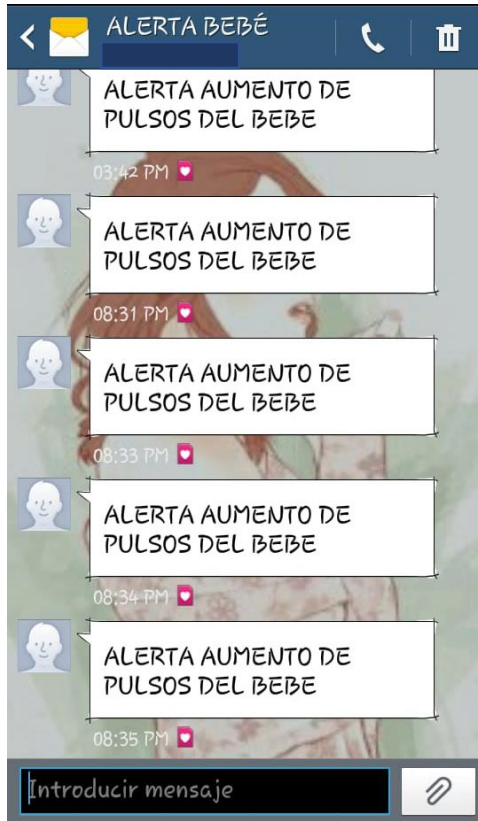 ALERTA BEBÉ
ALERTA AUMENTO DE
PULSOS DEL BEBE
03:42 PM
ALERTA AUMENTO DE
PULSOS DEL BEBE
08:31 PM
ALERTA AUMENTO DE
PULSOS DEL BEBE
08:33 PM
ALERTA AUMENTO DE
PULSOS DEL BEBE
08:34 PM
ALERTA AUMENTO DE
PULSOS DEL BEBE
08:35 PM
Introducir mensaje